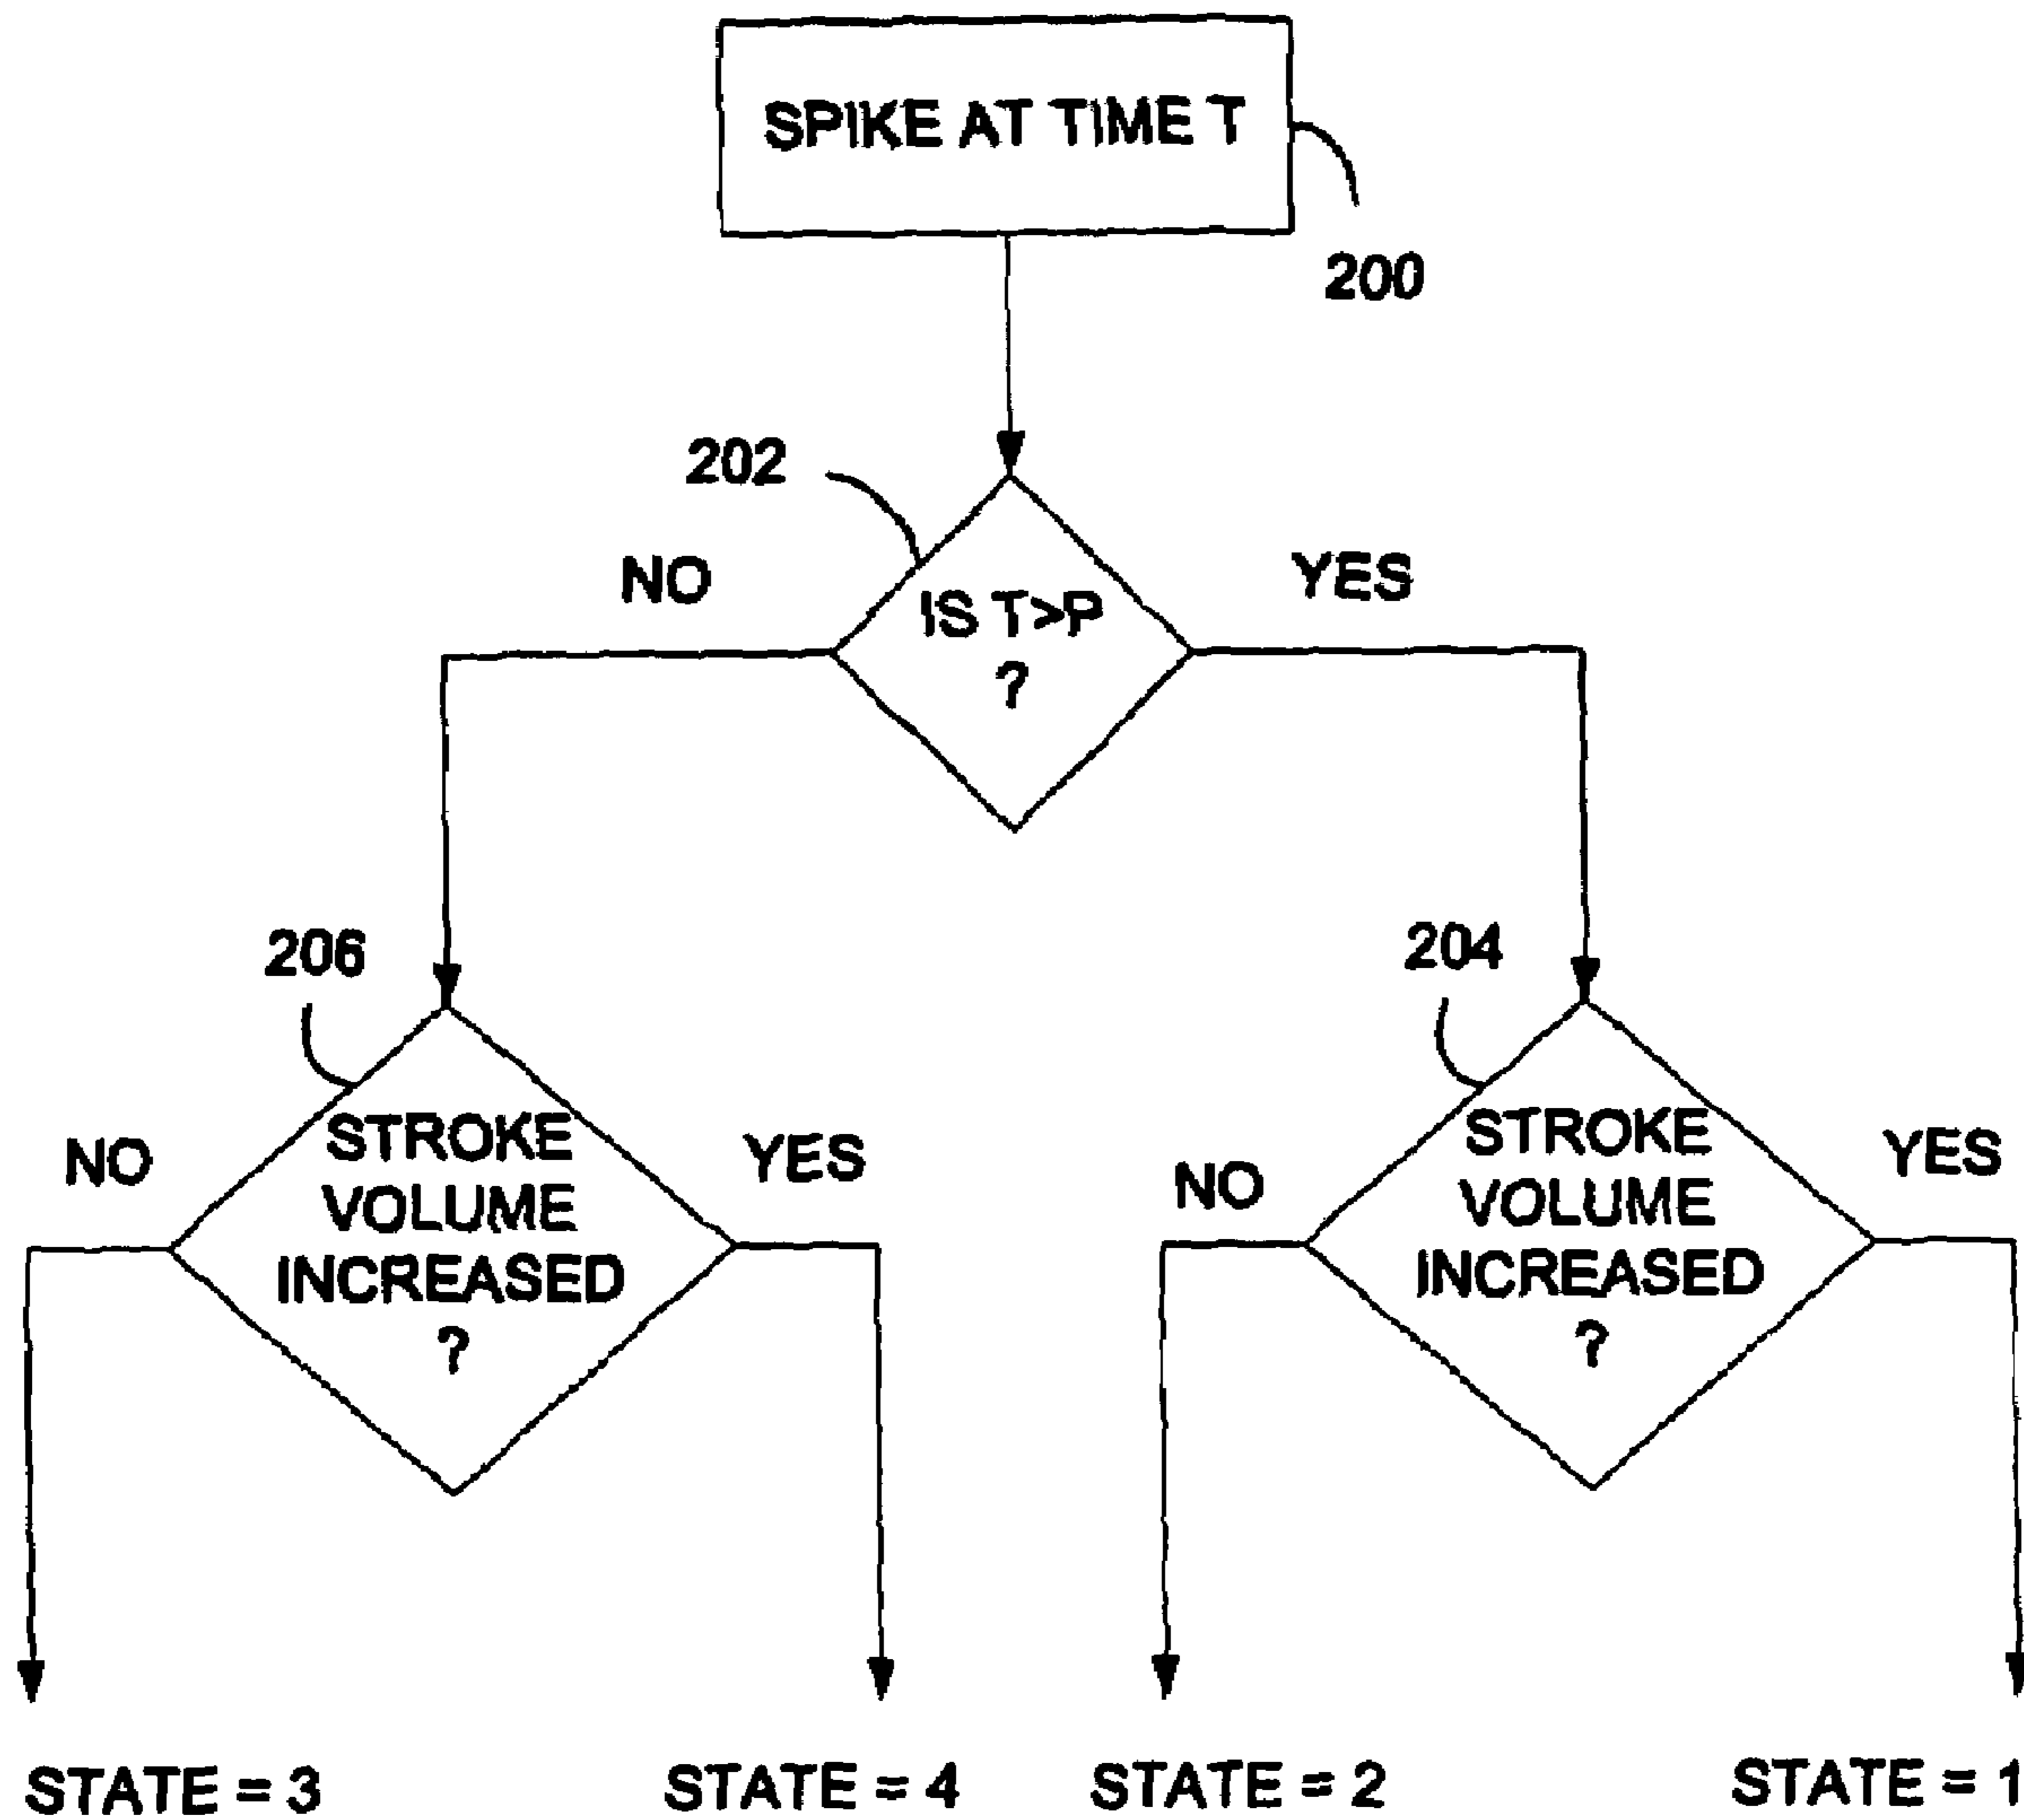 SPIKE AT TIME T
200
202
NO
YES
IS T>P
?
206
204
STROKE
VOLUME
INCREASED
?
NO
YES
STROKE
VOLUME
INCREASED
?
NO
YES
STATE = 3
STATE = 4
STATE = 2
STATE = 1